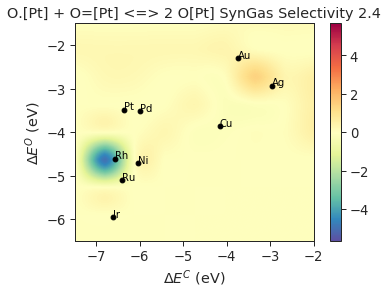 O.[Pt] + O=[Pt] <=> 2 O[Pt] SynGas Selectivity 2.4
−2
−3
−4
−5
−6
ΔE^O (eV)
Au
Ag
Pt
Pd
Cu
Rh
Ni
Ru
Ir
−7
−6
−5
−4
−3
−2
ΔE^C (eV)
4
2
0
−2
−4